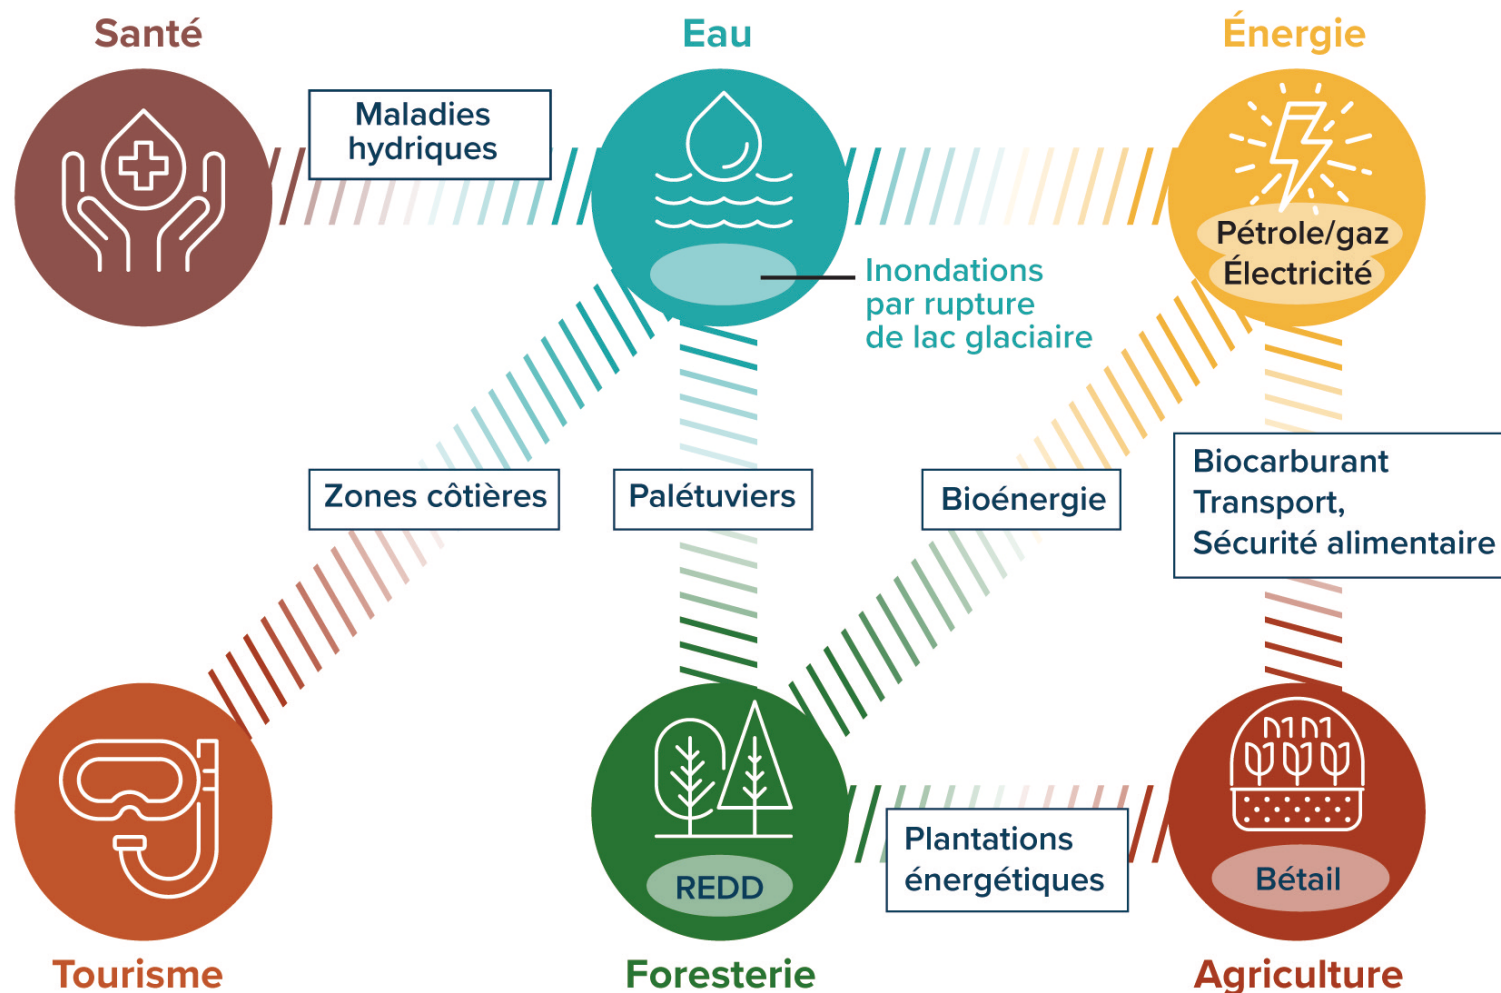 Santé
Eau
Énergie
Maladies
hydriques
Pétrole/gaz
Électricité
Inondations
par rupture
de lac glaciaire
Zones côtières
Palétuviers
Bioénergie
Biocarburant
Transport,
Sécurité alimentaire
Plantations
énergétiques
REDD
Bétail
Tourisme
Foresterie
Agriculture